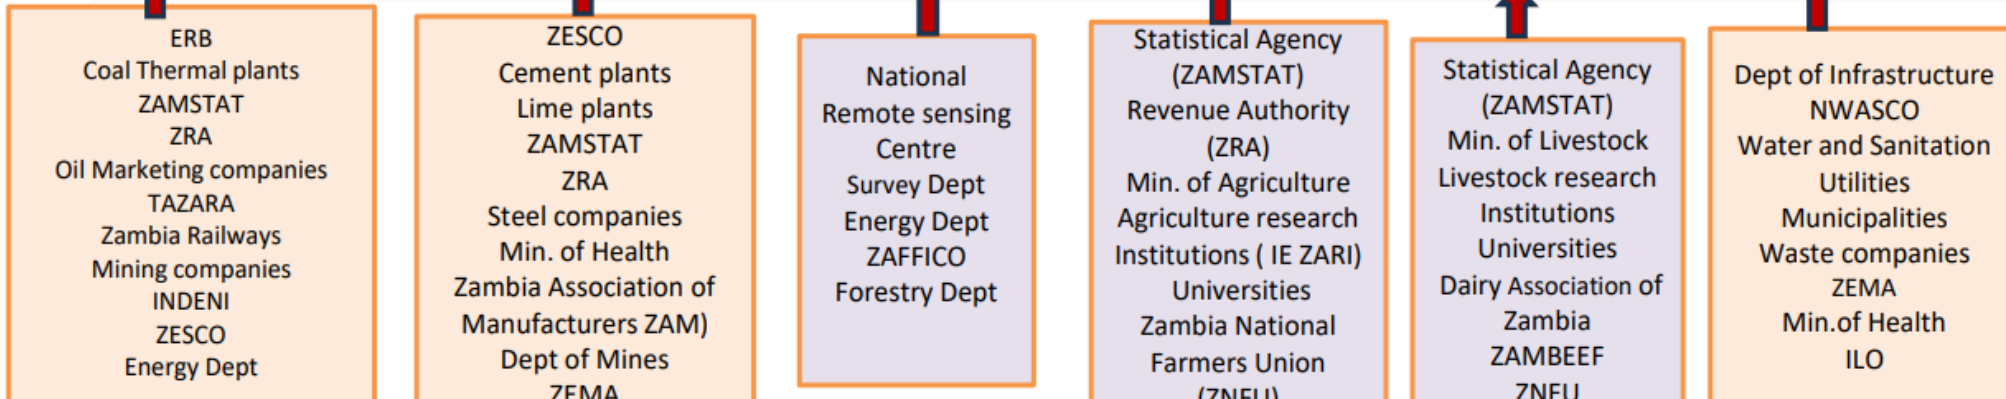 ERB
Coal Thermal plants
ZAMSTAT
ZRA
Oil Marketing companies
TAZARA
Zambia Railways
Mining companies
INDENI
ZESCO
Energy Dept
ZESCO
Cement plants
Lime plants
ZAMSTAT
ZRA
Steel companies
Min. of Health
Zambia Association of
Manufacturers ZAM)
Dept of Mines
ZEMA
National
Remote sensing
Centre
Survey Dept
Energy Dept
ZAFFICO
Forestry Dept
Statistical Agency
(ZAMSTAT)
Revenue Authority
(ZRA)
Min. of Agriculture
Agriculture research
Institutions ( IE ZARI)
Universities
Zambia National
Farmers Union
(ZNFU)
Statistical Agency
(ZAMSTAT)
Min. of Livestock
Livestock research
Institutions
Universities
Dairy Association of
Zambia
ZAMBEEF
ZNFU
Dept of Infrastructure
NWASCO
Water and Sanitation
Utilities
Municipalities
Waste companies
ZEMA
Min.of Health
ILO